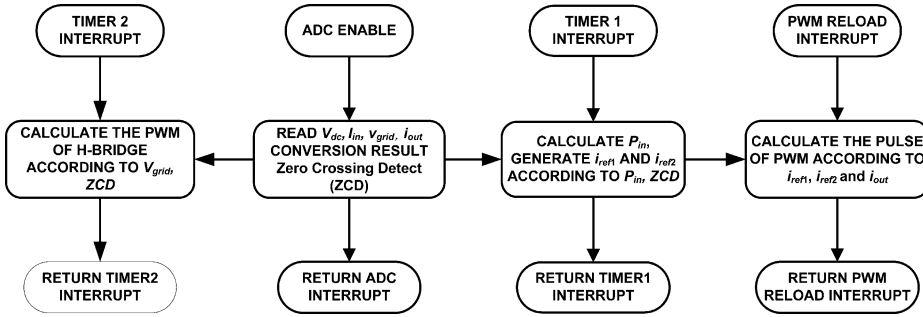 TIMER 2
INTERRUPT
ADC ENABLE
TIMER 1
INTERRUPT
PWM RELOAD
INTERRUPT
CALCULATE THE PWM
OF H-BRIDGE
ACCORDING TO Vgrid,
ZCD
READ Vdc, Iin, vgrid, iout
CONVERSION RESULT
Zero Crossing Detect
(ZCD)
CALCULATE Pin,
GENERATE iref1 AND iref2
ACCORDING TO Pin, ZCD
CALCULATE THE PULSE
OF PWM ACCORDING TO
iref1, iref2 and iout
RETURN TIMER2
INTERRUPT
RETURN ADC
INTERRUPT
RETURN TIMER1
INTERRUPT
RETURN PWM
RELOAD INTERRUPT